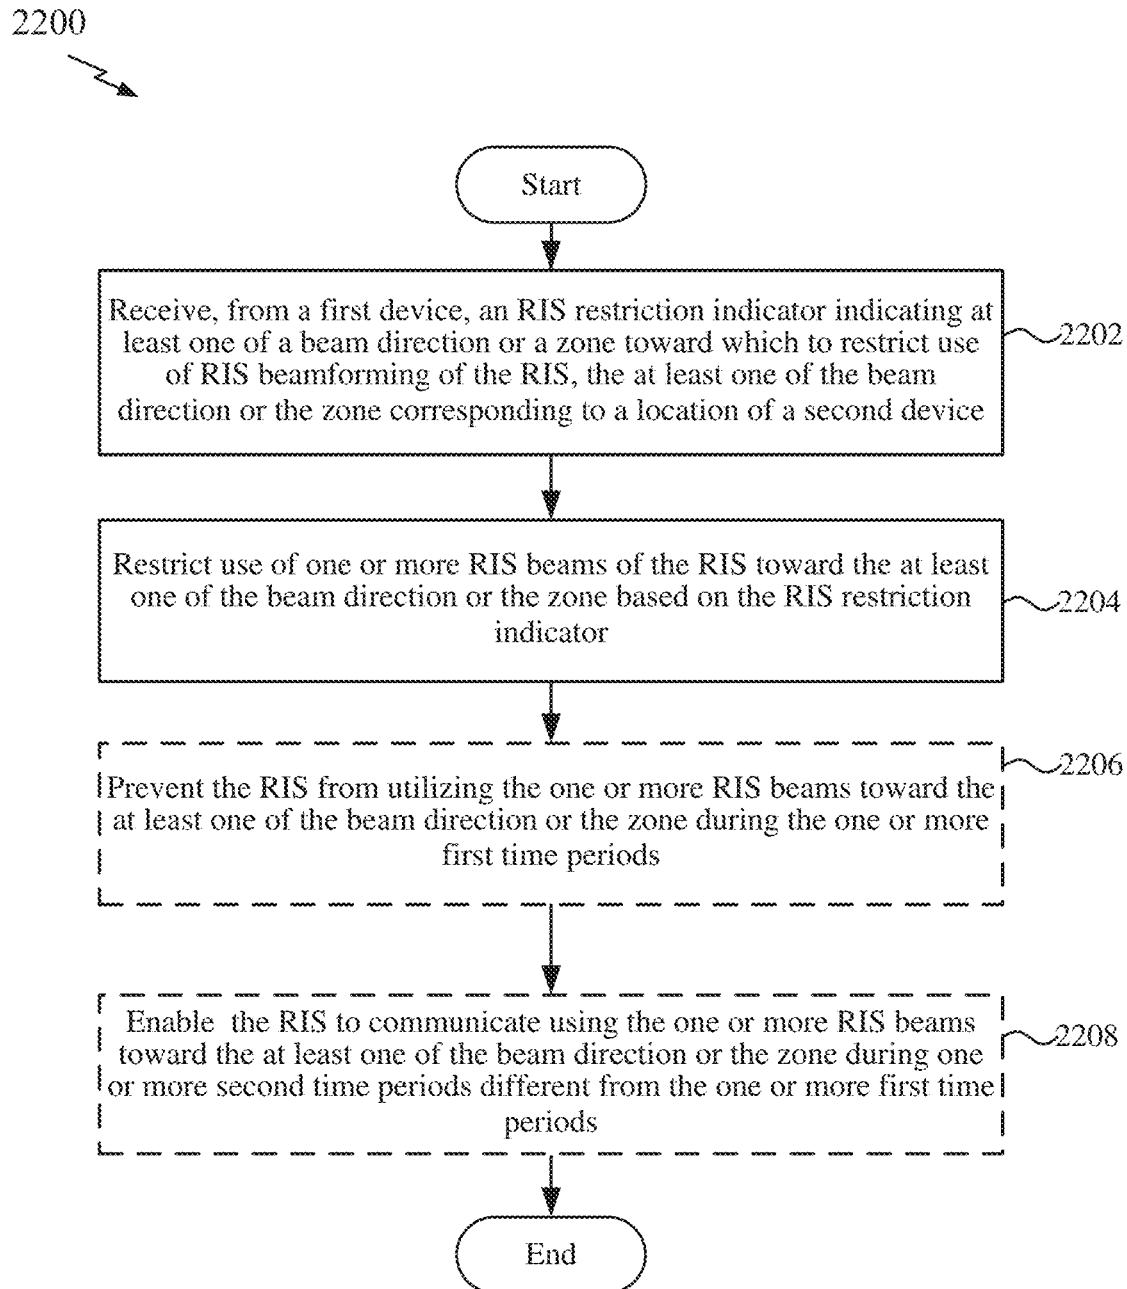 2200
Start
Receive, from a first device, an RIS restriction indicator indicating at
least one of a beam direction or a zone toward which to restrict use
of RIS beamforming of the RIS, the at least one of the beam
direction or the zone corresponding to a location of a second device
2202
Restrict use of one or more RIS beams of the RIS toward the at least
one of the beam direction or the zone based on the RIS restriction
indicator
2204
Prevent the RIS from utilizing the one or more RIS beams toward the
at least one of the beam direction or the zone during the one or more
first time periods
2206
Enable the RIS to communicate using the one or more RIS beams
toward the at least one of the beam direction or the zone during one
or more second time periods different from the one or more first time
periods
2208
End